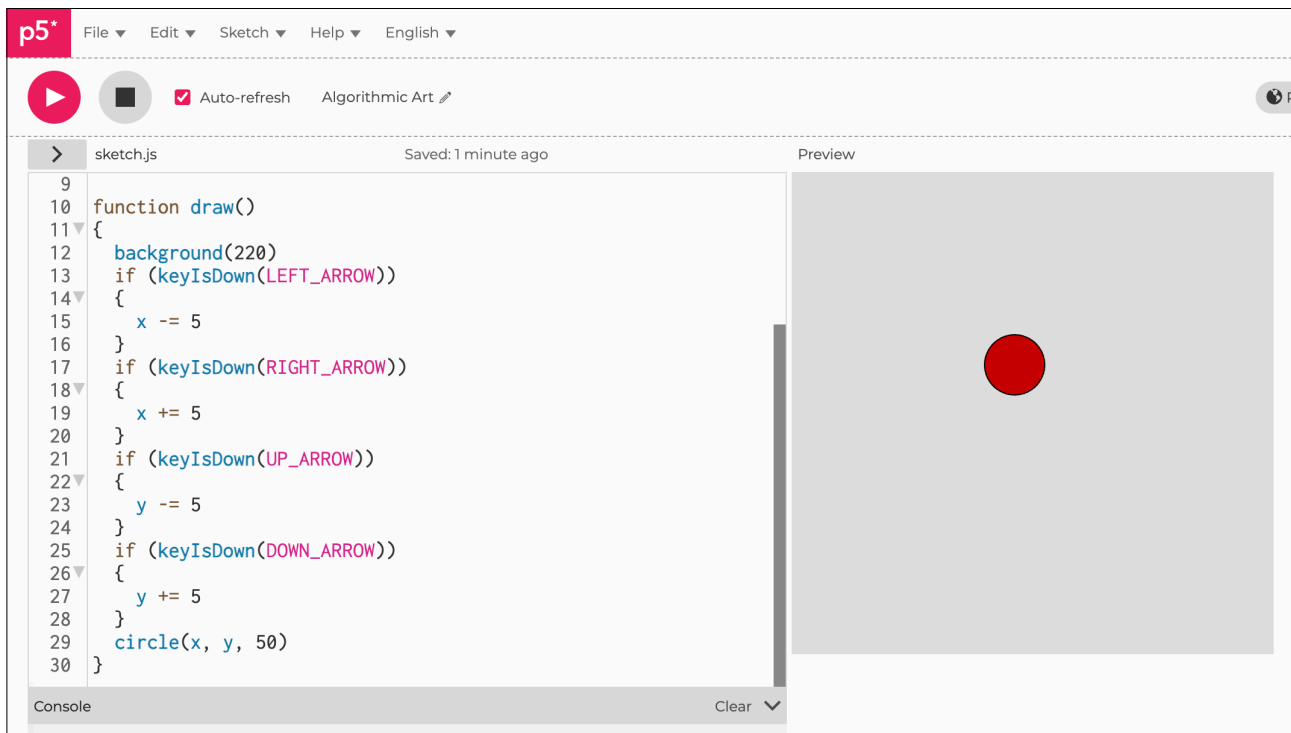 p5* File Edit Sketch Help English
Auto-refresh Algorithmic Art
sketch.js Saved: 1 minute ago Preview
9
10 function draw()
11 {
12   background(220)
13   if (keyIsDown(LEFT_ARROW))
14   {
15     x -= 5
16   }
17   if (keyIsDown(RIGHT_ARROW))
18   {
19     x += 5
20   }
21   if (keyIsDown(UP_ARROW))
22   {
23     y -= 5
24   }
25   if (keyIsDown(DOWN_ARROW))
26   {
27     y += 5
28   }
29   circle(x, y, 50)
30 }
Console Clear